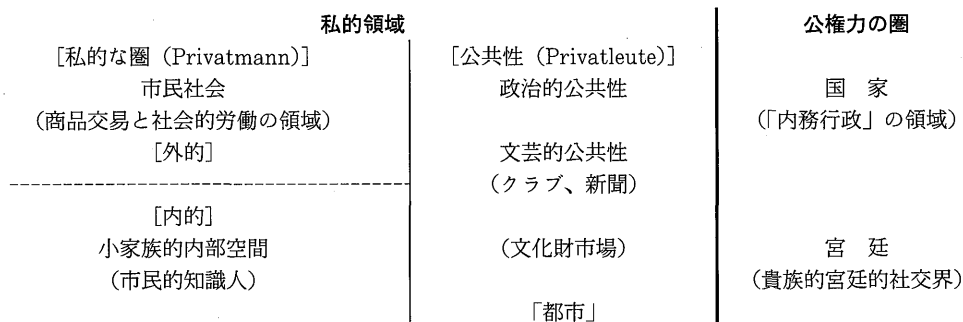 私的領域 公権力の圏
[私的な圏(Privatmann)] [公共性(Privatleute)]
市民社会 政治的公共性 国 家
(商品交易と社会的労働の領域) (「内務行政」の領域)
[外的] 文芸的公共性
(クラブ、新聞)
[内的]
小家族的内部空間 (文化財市場) 宮 廷
(市民的知識人) (貴族的宮廷的社交界)
「都市」